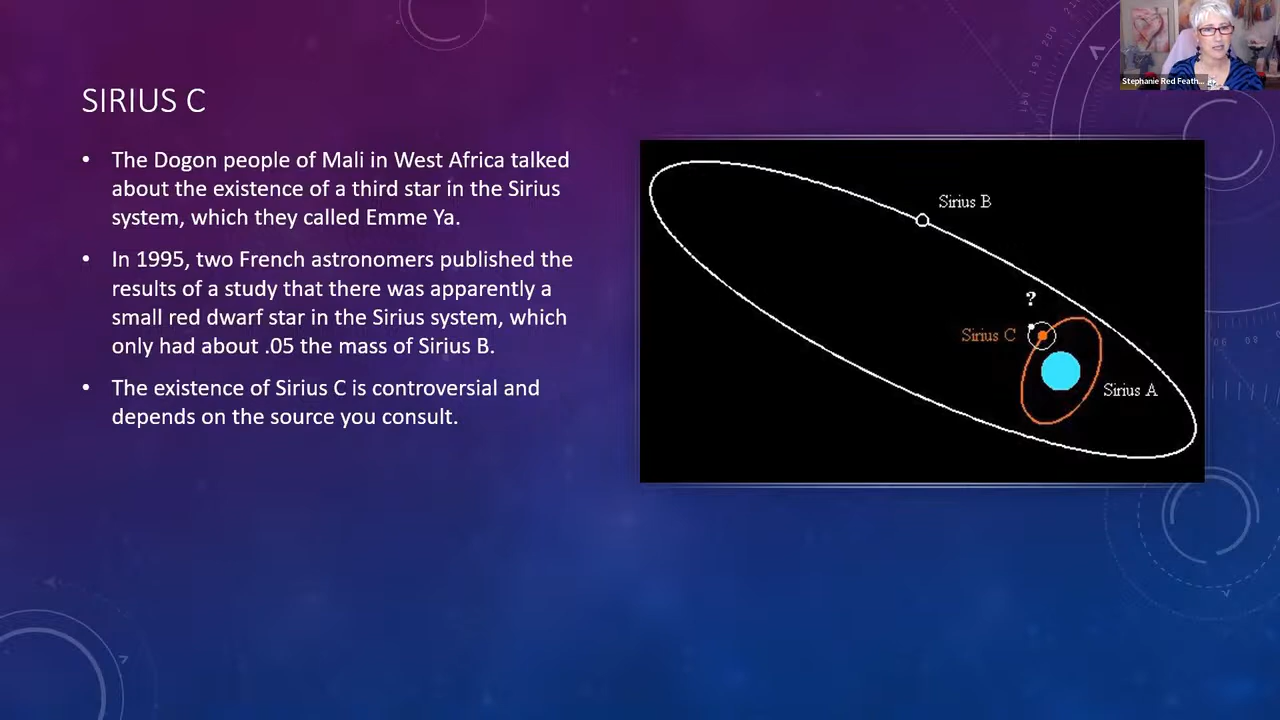 Stephanie Red Feath...
SIRIUS C
• The Dogon people of Mali in West Africa talked
about the existence of a third star in the Sirius
system, which they called Emme Ya.
• In 1995, two French astronomers published the
results of a study that there was apparently a
small red dwarf star in the Sirius system, which
only had about .05 the mass of Sirius B.
• The existence of Sirius C is controversial and
depends on the source you consult.
Sirius B
?
Sirius C
Sirius A